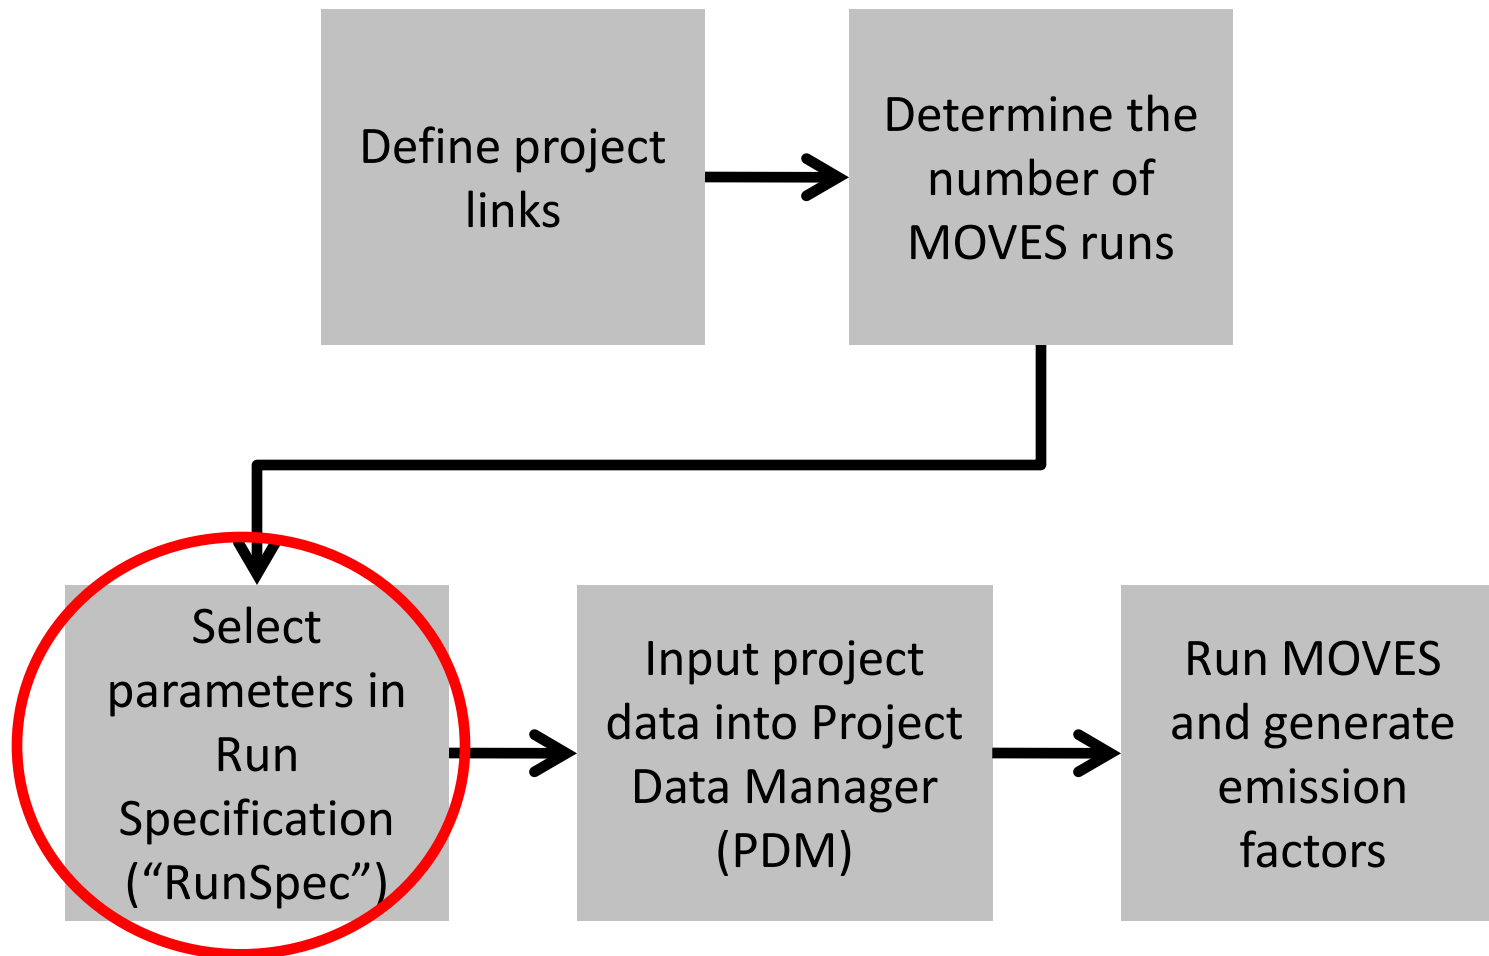 Define project
links
Determine the
number of
MOVES runs
Select
parameters in
Run
Specification
(“RunSpec”)
Input project
data into Project
Data Manager
(PDM)
Run MOVES
and generate
emission
factors